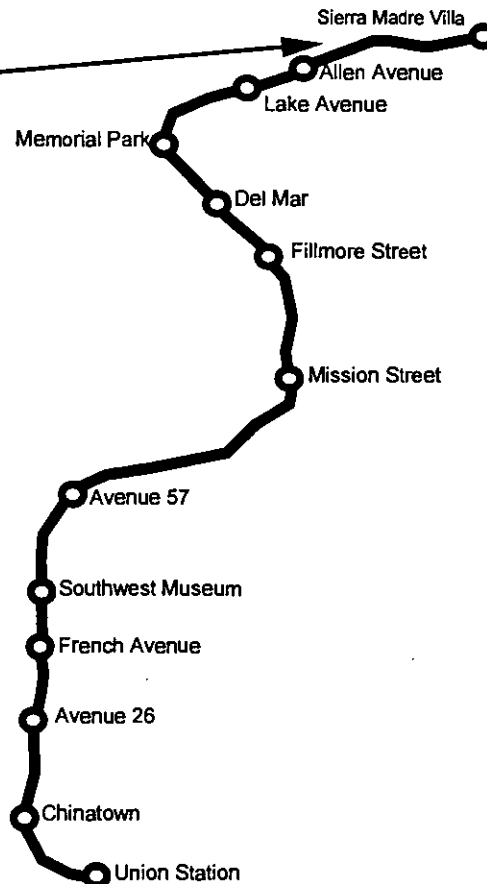 Sierra Madre Villa
Allen Avenue
Lake Avenue
Memorial Park
Del Mar
Fillmore Street
Mission Street
Avenue 57
Southwest Museum
French Avenue
Avenue 26
Chinatown
Union Station